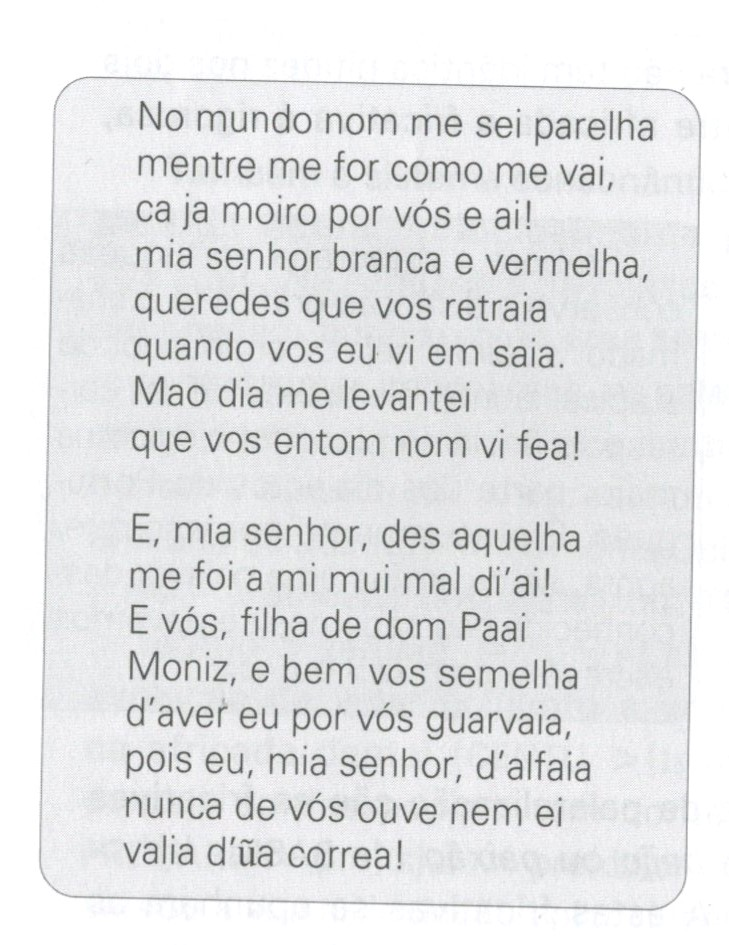 No mundo nom me sei parelha
mentre me for como me vai,
ca ja moiro por vós e ai!
mia senhor branca e vermelha,
queredes que vos retraia
quando vos eu vi em saia.
Mao dia me levantei
que vos entom nom vi fea!

E, mia senhor, des aquelha
me foi a mi mui mal di'ai!
E vós, filha de dom Paai
Moniz, e bem vos semelha
d'aver eu por vós guarvaia,
pois eu, mia senhor, d'alfaia
nunca de vós ouve nem ei
valia d'ũa correa!